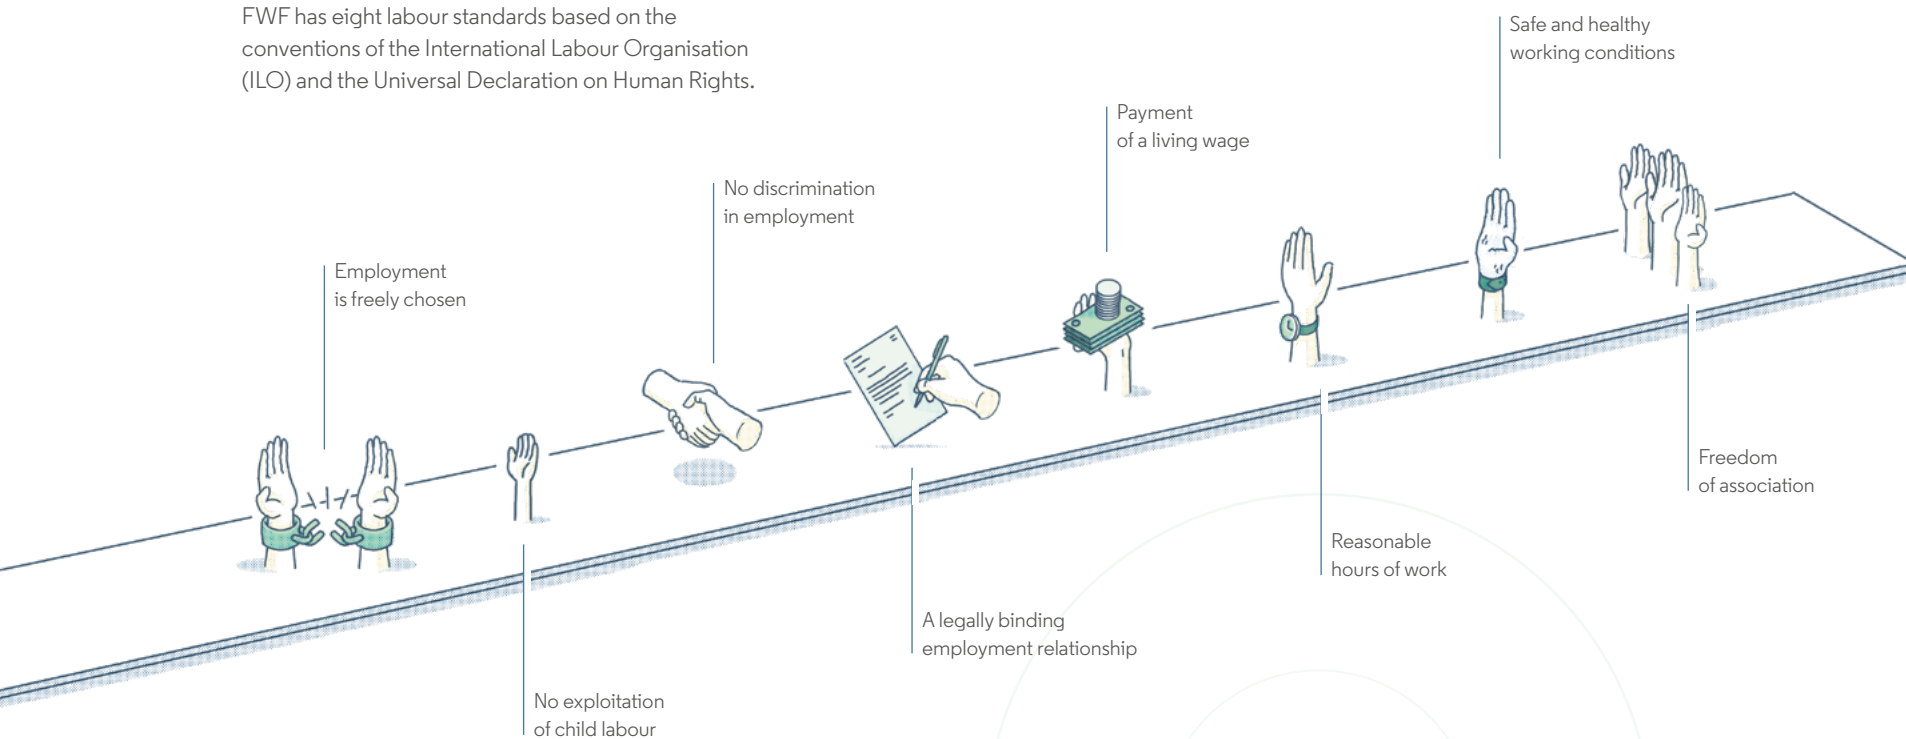 FWF has eight labour standards based on the
conventions of the International Labour Organisation
(ILO) and the Universal Declaration on Human Rights.
Employment
is freely chosen
No exploitation
of child labour
No discrimination
in employment
A legally binding
employment relationship
Payment
of a living wage
Reasonable
hours of work
Safe and healthy
working conditions
Freedom
of association